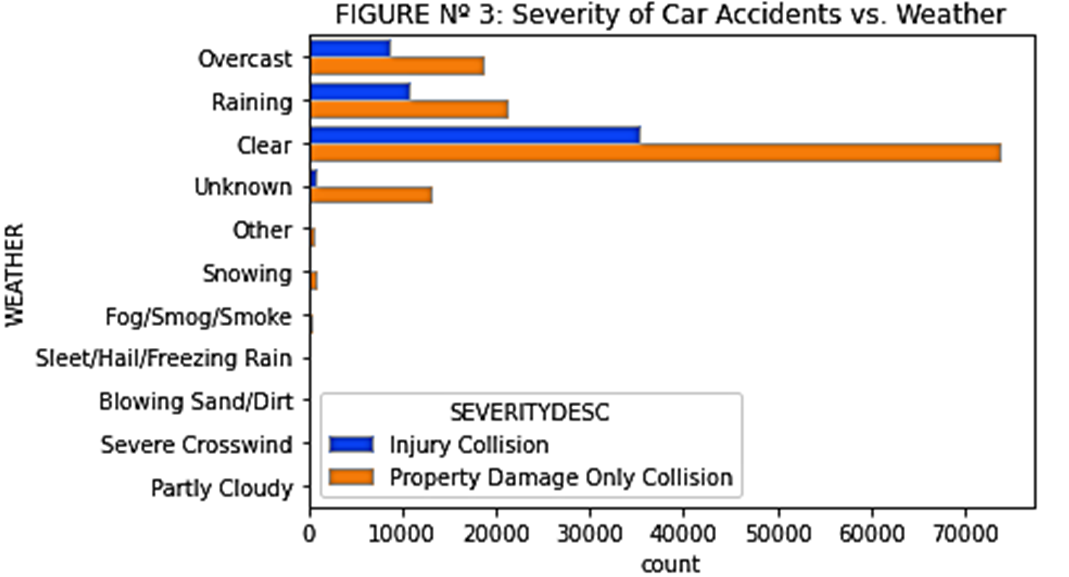 FIGURE Nº 3: Severity of Car Accidents vs. Weather
WEATHER
Overcast
Raining
Clear
Unknown
Other
Snowing
Fog/Smog/Smoke
Sleet/Hail/Freezing Rain
Blowing Sand/Dirt
Severe Crosswind
Partly Cloudy
SEVERITYDESC
Injury Collision
Property Damage Only Collision
0 10000 20000 30000 40000 50000 60000 70000
count